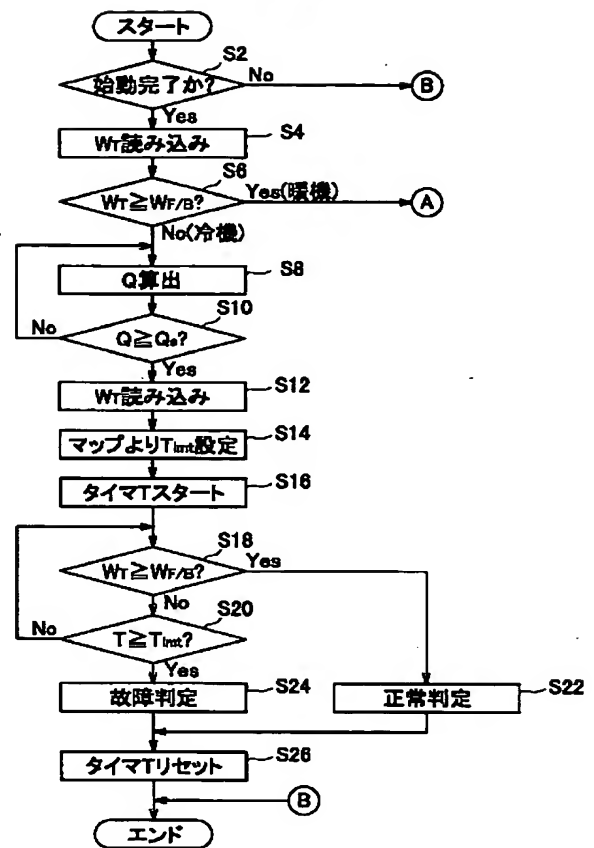 スタート
S2
始動完了か?
No
B
Yes
S4
WT読み込み
S6
WT≧WF/B?
Yes(暖機)
A
No(冷機)
S8
Q算出
S10
No
Q≧Qs?
Yes
S12
WT読み込み
S14
マップよりTlmt設定
S16
タイマTスタート
S18
WT≧WF/B?
Yes
No
S20
No
T≧Tlmt?
Yes
S24
故障判定
S22
正常判定
S26
タイマTリセット
B
エンド